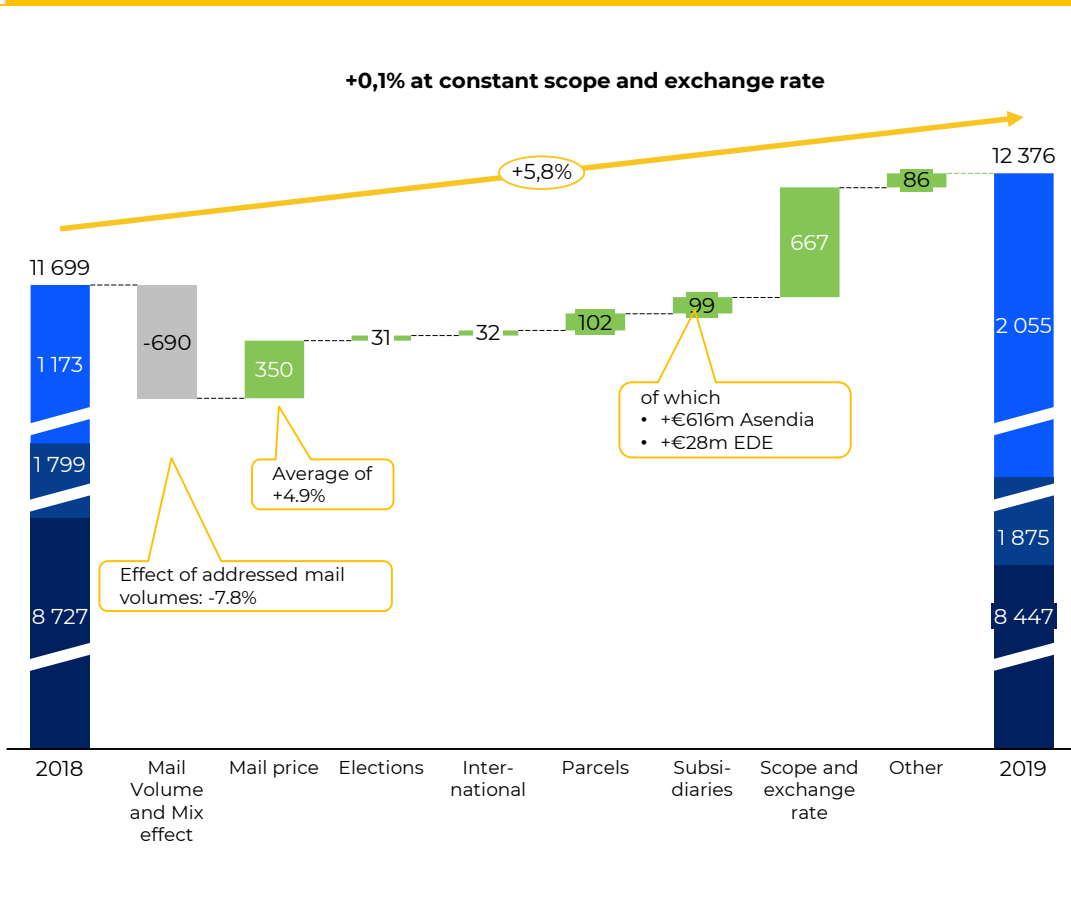 +0,1% at constant scope and exchange rate
+5,8%
12 376
11 699
86
667
2 055
-690
350
31
32
102
99
1 173
of which
• +€616m Asendia
• +€28m EDE
1 799
Average of
+4.9%
1 875
Effect of addressed mail
volumes: -7.8%
8 727
8 447
2018
Mail
Volume
and Mix
effect
Mail price
Elections
Inter-
national
Parcels
Subsi-
diaries
Scope and
exchange
rate
Other
2019